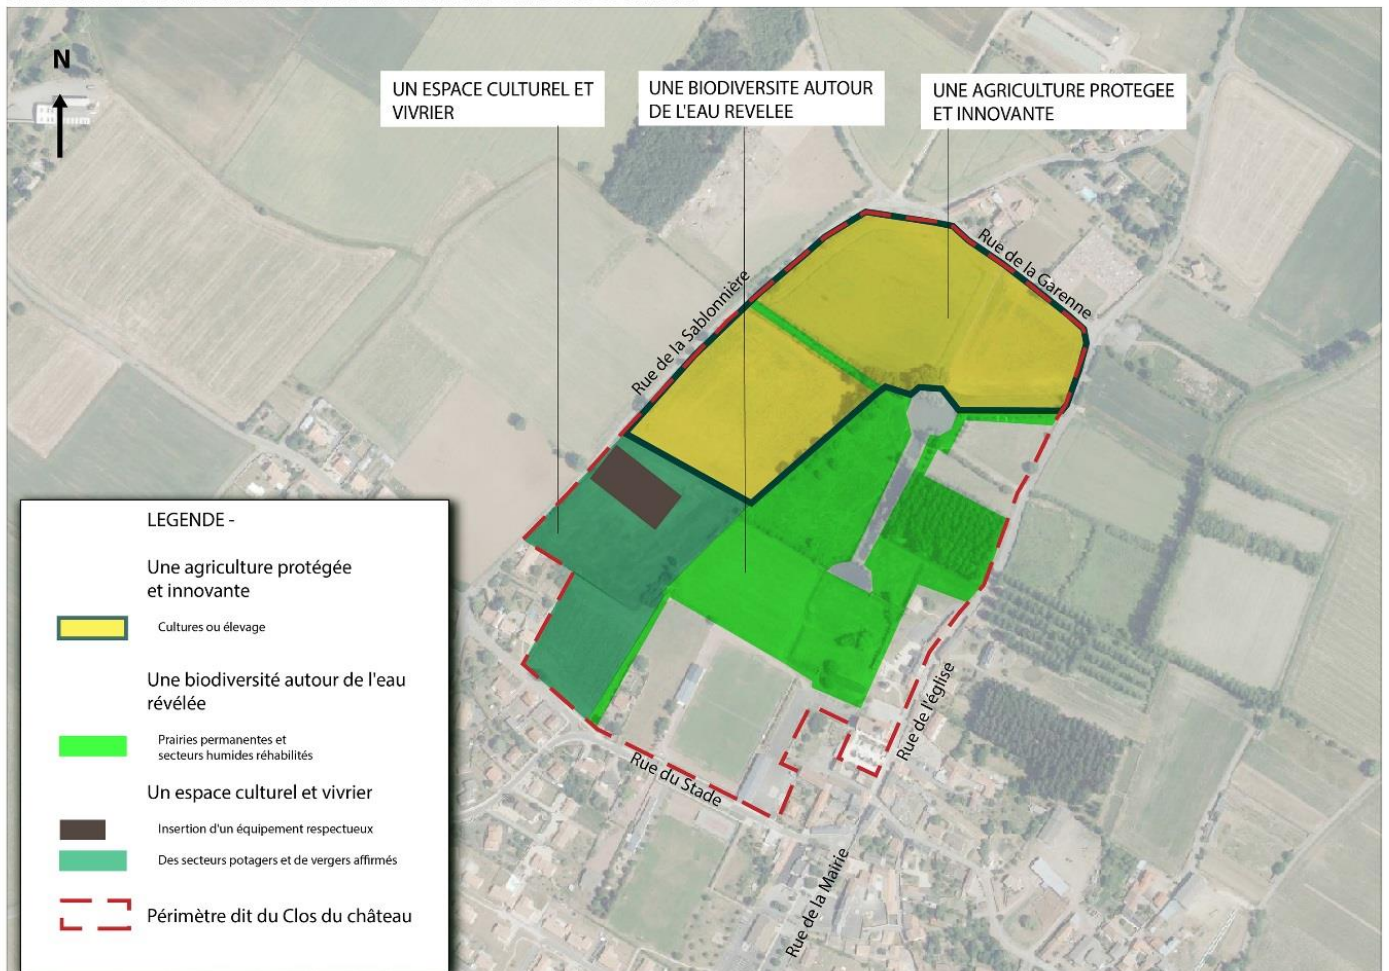 N
UN ESPACE CULTUREL ET
VIVRIER
UNE BIODIVERSITE AUTOUR
DE L'EAU REVELEE
UNE AGRICULTURE PROTEGEE
ET INNOVANTE
Rue de la Sablonnière
Rue de la Garenne
Rue de l'église
Rue du Stade
Rue de la Mairie
LEGENDE -
Une agriculture protégée
et innovante
Cultures ou élevage
Une biodiversité autour de l'eau
révélée
Prairies permanentes et
secteurs humides réhabilités
Un espace culturel et vivrier
Insertion d'un équipement respectueux
Des secteurs potagers et de vergers affirmés
Périmètre dit du Clos du château